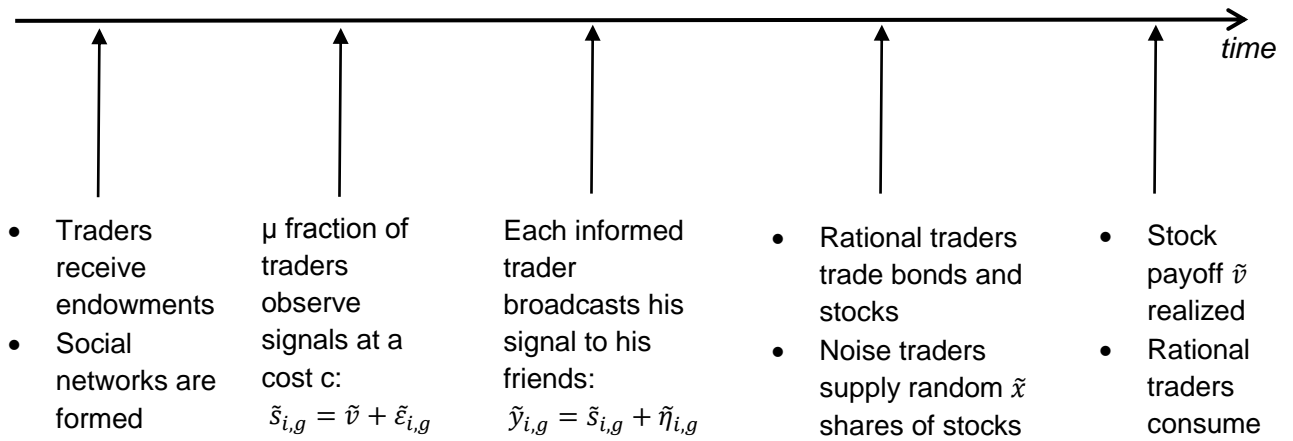 time
• Traders
receive
endowments
• Social
networks are
formed
µ fraction of
traders
observe
signals at a
cost c:
s̃ᵢ,g = ṽ + ε̃ᵢ,g
Each informed
trader
broadcasts his
signal to his
friends:
ỹᵢ,g = s̃ᵢ,g + η̃ᵢ,g
• Rational traders
trade bonds and
stocks
• Noise traders
supply random x̃
shares of stocks
• Stock
payoff ṽ
realized
• Rational
traders
consume